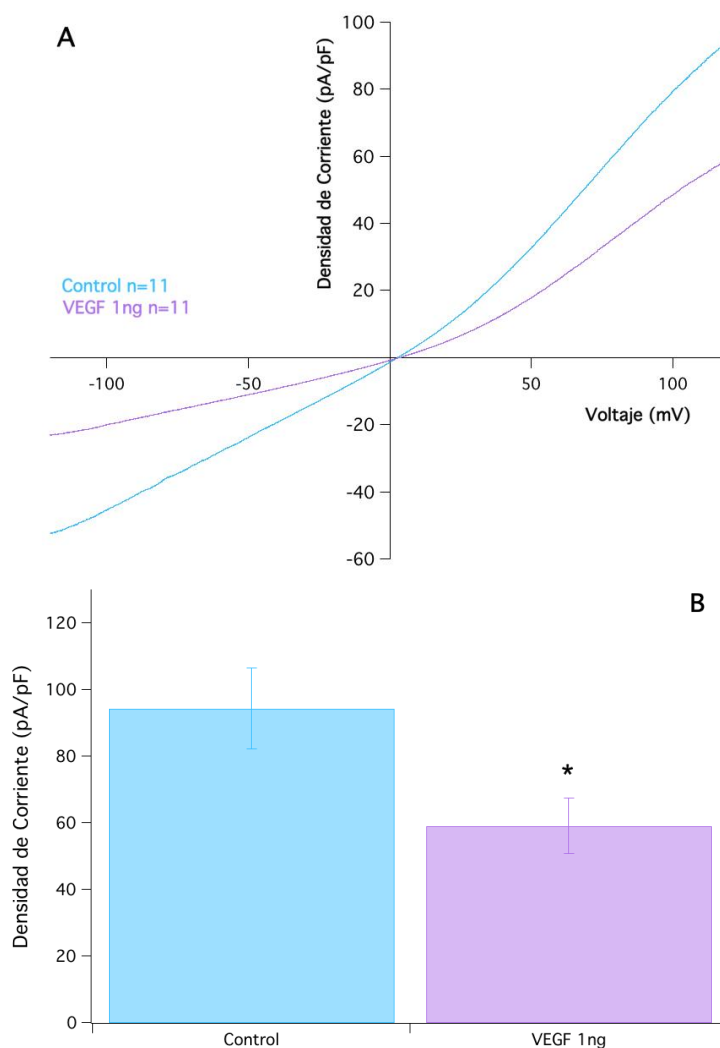 A
Densidad de Corriente (pA/pF)
100
80
60
40
20
-20
-40
-60
Control n=11
VEGF 1ng n=11
-100
-50
50
100
Voltaje (mV)
B
Densidad de Corriente (pA/pF)
120
100
80
60
40
20
0
*
Control
VEGF 1ng